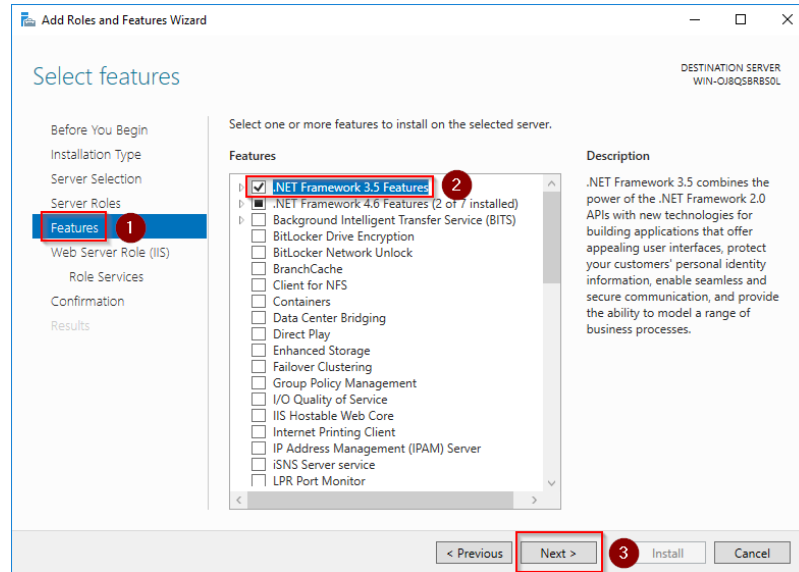 Add Roles and Features Wizard
Select features
DESTINATION SERVER
WIN-OJ8QSBRBS0L
Before You Begin
Installation Type
Server Selection
Server Roles
Features
1
Web Server Role (IIS)
Role Services
Confirmation
Results
Select one or more features to install on the selected server.
Features
.NET Framework 3.5 Features
2
.NET Framework 4.6 Features (2 of 7 installed)
Background Intelligent Transfer Service (BITS)
BitLocker Drive Encryption
BitLocker Network Unlock
BranchCache
Client for NFS
Containers
Data Center Bridging
Direct Play
Enhanced Storage
Failover Clustering
Group Policy Management
I/O Quality of Service
IIS Hostable Web Core
Internet Printing Client
IP Address Management (IPAM) Server
iSNS Server service
LPR Port Monitor
Description
.NET Framework 3.5 combines the
power of the .NET Framework 2.0
APIs with new technologies for
building applications that offer
appealing user interfaces, protect
your customers' personal identity
information, enable seamless and
secure communication, and provide
the ability to model a range of
business processes.
< Previous
Next >
3
Install
Cancel